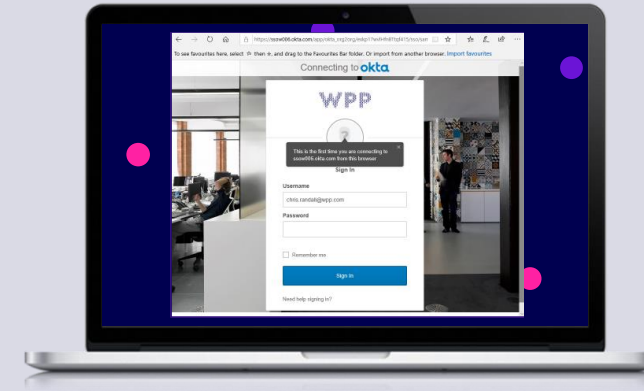 To see favourites here, select then and drag to the Favourites Bar folder. Or import from another browser. Import favourites
Connecting to okta
WPP
This is the first time you are connecting to
ssow006.okta.com from this browser
Sign In
Username
chris.randall@wpp.com
Password
Remember me
Sign In
Need help signing in?